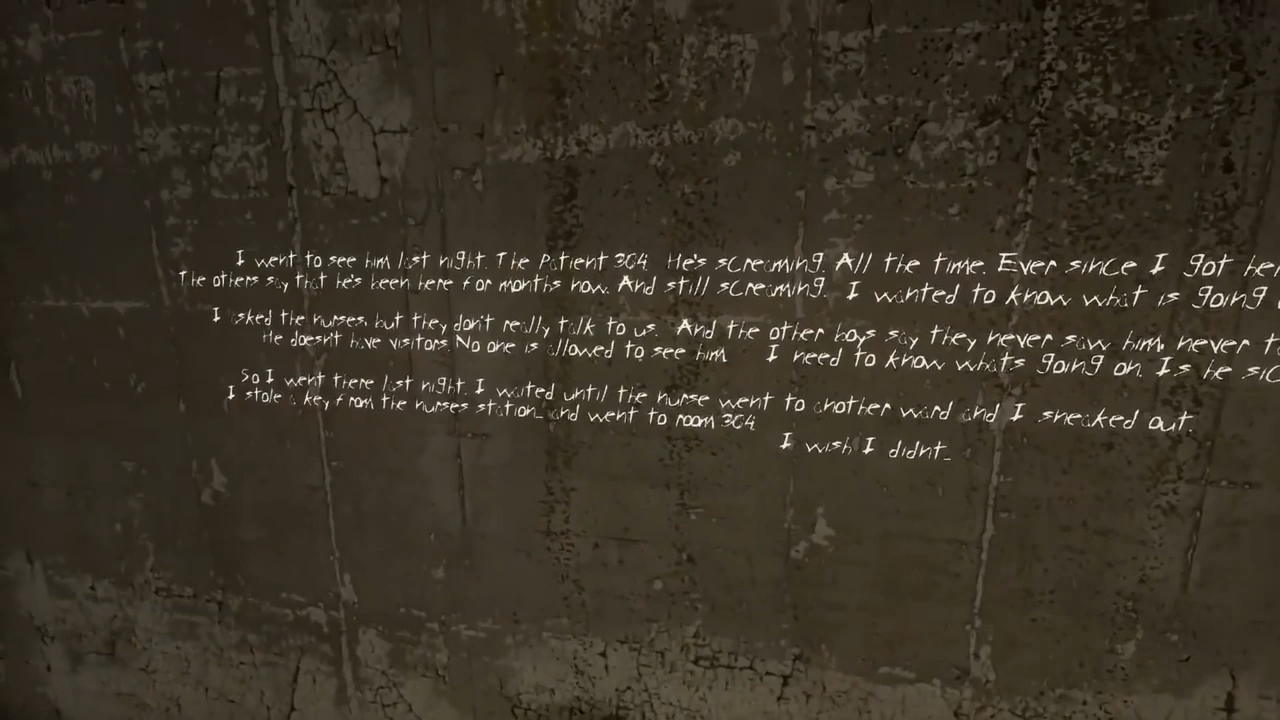 I went to see him last night. The Patient 304. He's screaming. All the time. Ever since I got
The others say that he's been here for months now. And still screaming. I wanted to know what is going
I asked the nurses, but they don't really talk to us. And the other boys say they never saw him, never
He doesn't have visitors. No one is allowed to see him I need to know what's going on. Is he
So I went there last night. I waited until the nurse went to another ward and I sneaked out.
I stole a key from the nurses station_ and went to room 304
I wish I didnt_